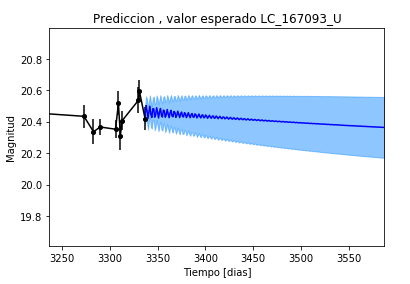 Prediccion , valor esperado LC_167093_U
Magnitud
20.8
20.6
20.4
20.2
20.0
19.8
3250 3300 3350 3400 3450 3500 3550
Tiempo [dias]